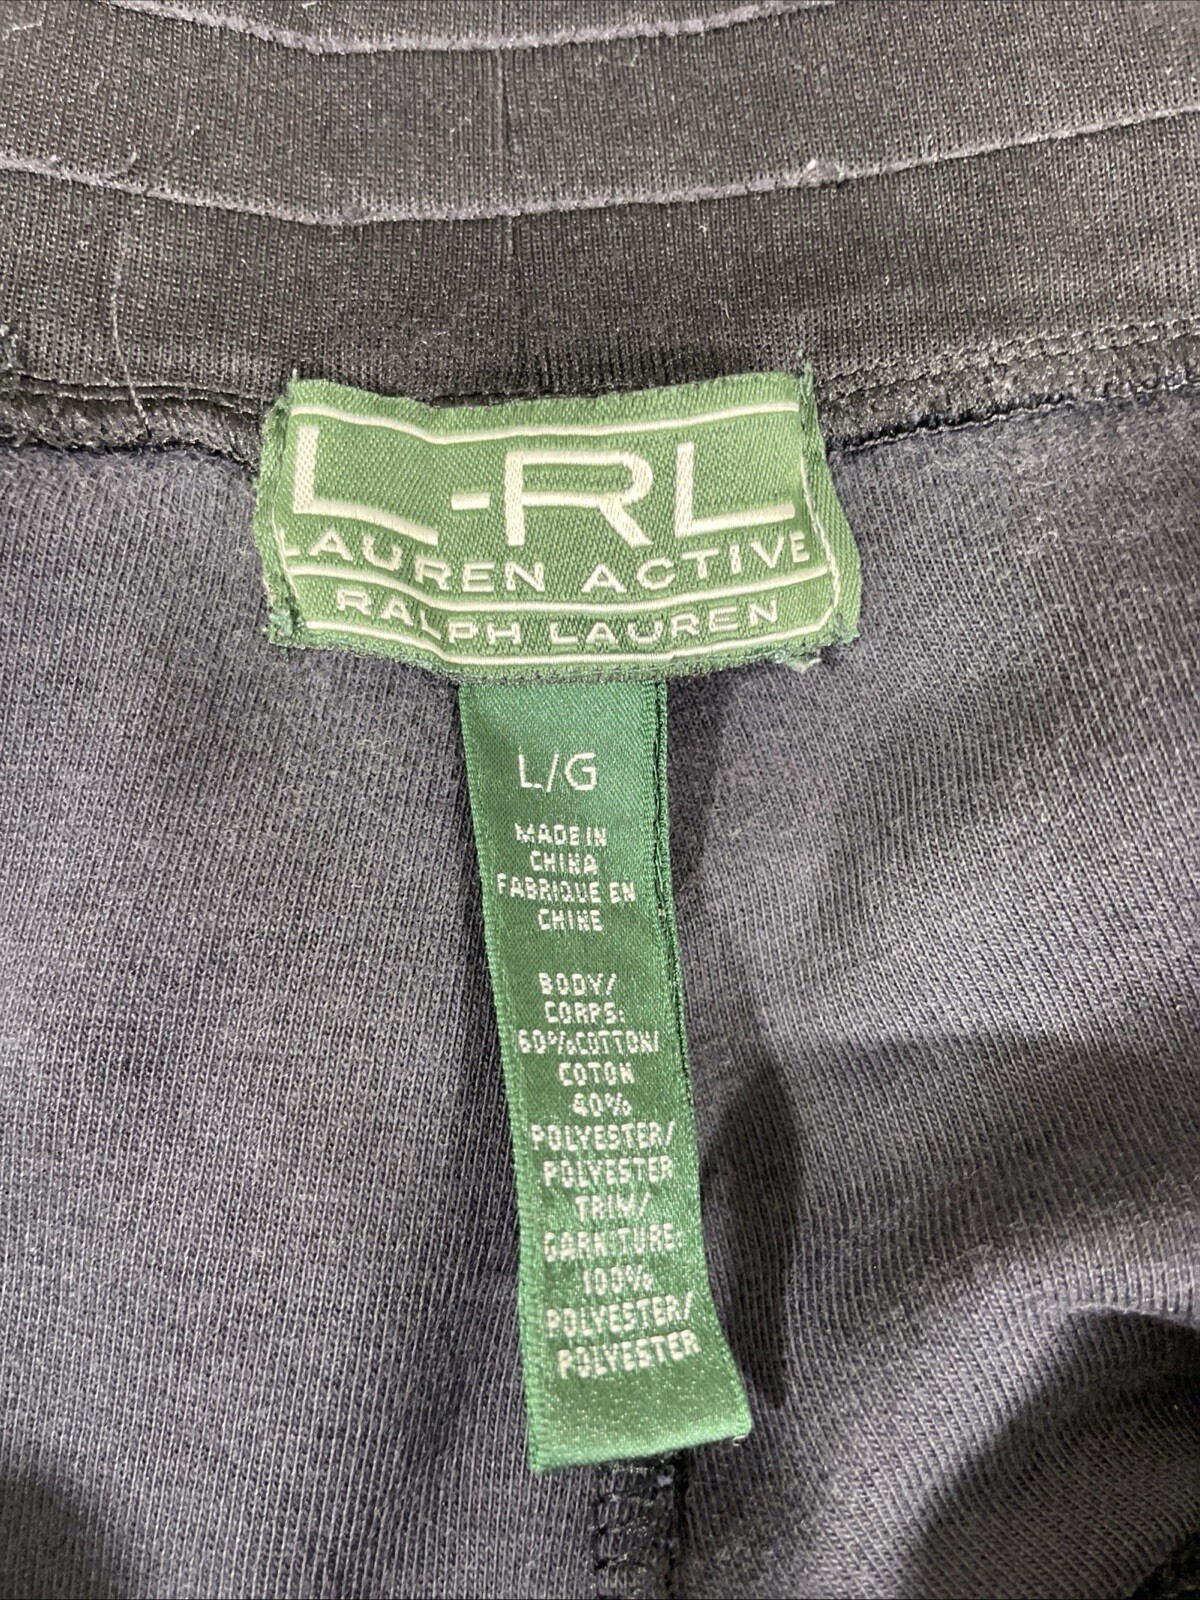 L-RL
LAUREN ACTIVE
RALPH LAUREN
L/G
MADE IN
CHINA
FABRIQUE EN
CHINE
BODY/
CORPS:
60%COTTON/
COTON
40%
POLYESTER/
POLYESTER
TRIM/
GARNITURE:
100%
POLYESTER/
POLYESTER